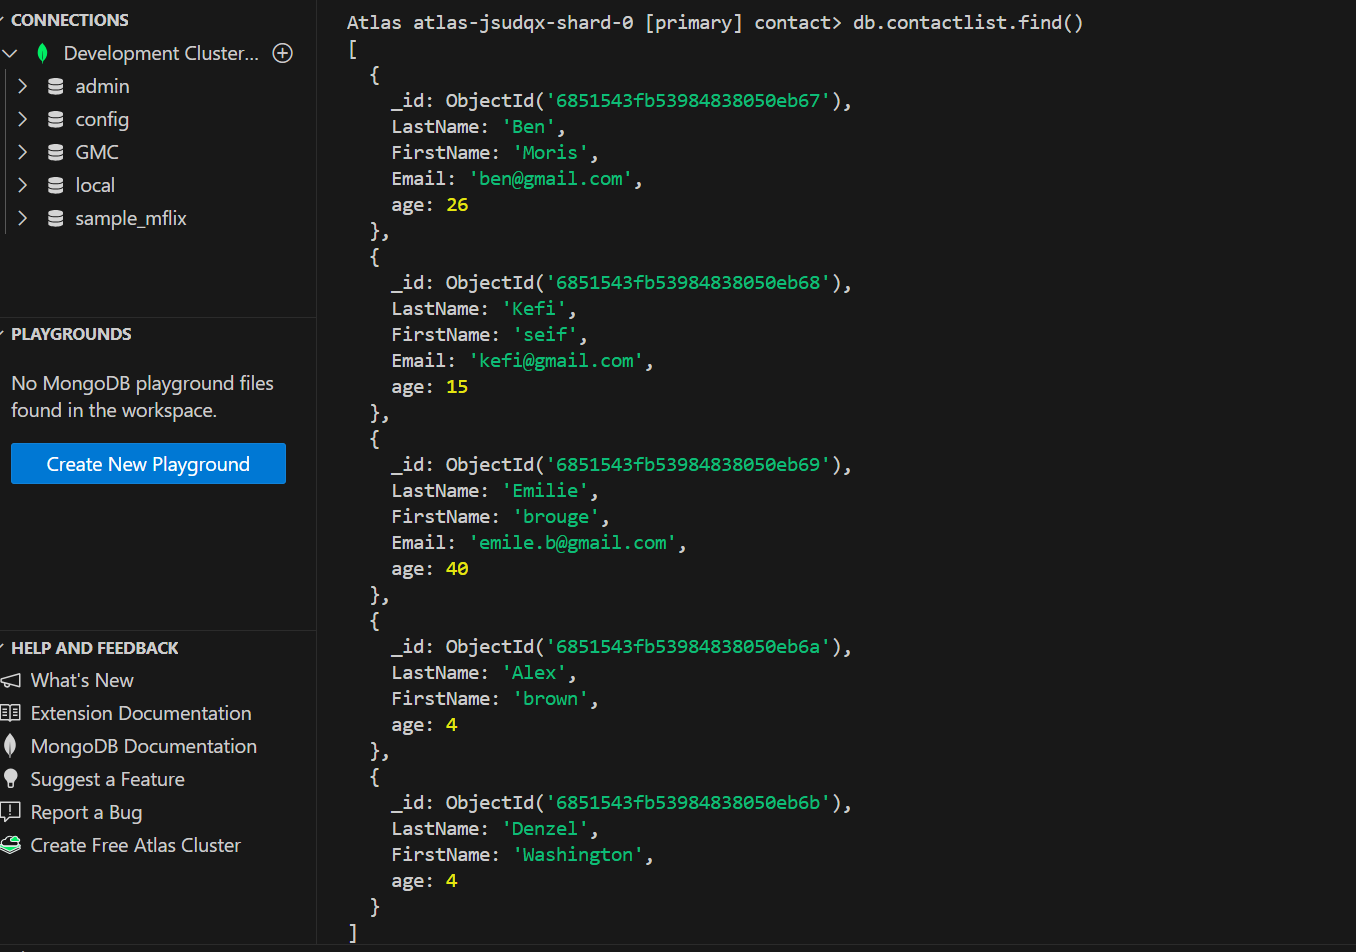 CONNECTIONS
Development Cluster...
admin
config
GMC
local
sample_mflix
PLAYGROUNDS
No MongoDB playground files
found in the workspace.
Create New Playground
HELP AND FEEDBACK
What's New
Extension Documentation
MongoDB Documentation
Suggest a Feature
Report a Bug
Create Free Atlas Cluster
Atlas atlas-jsudqx-shard-0 [primary] contact> db.contactlist.find()
[
  {
    _id: ObjectId('6851543fb53984838050eb67'),
    LastName: 'Ben',
    FirstName: 'Moris',
    Email: 'ben@gmail.com',
    age: 26
  },
  {
    _id: ObjectId('6851543fb53984838050eb68'),
    LastName: 'Kefi',
    FirstName: 'seif',
    Email: 'kefi@gmail.com',
    age: 15
  },
  {
    _id: ObjectId('6851543fb53984838050eb69'),
    LastName: 'Emilie',
    FirstName: 'brouge',
    Email: 'emile.b@gmail.com',
    age: 40
  },
  {
    _id: ObjectId('6851543fb53984838050eb6a'),
    LastName: 'Alex',
    FirstName: 'brown',
    age: 4
  },
  {
    _id: ObjectId('6851543fb53984838050eb6b'),
    LastName: 'Denzel',
    FirstName: 'Washington',
    age: 4
  }
]